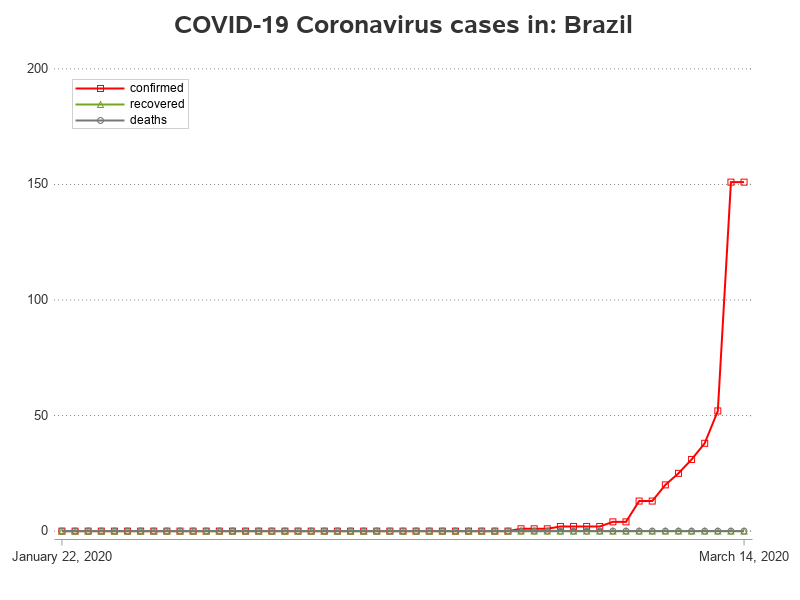 COVID-19 Coronavirus cases in: Brazil
200
confirmed
recovered
deaths
150
100
50
0
January 22, 2020
March 14, 2020